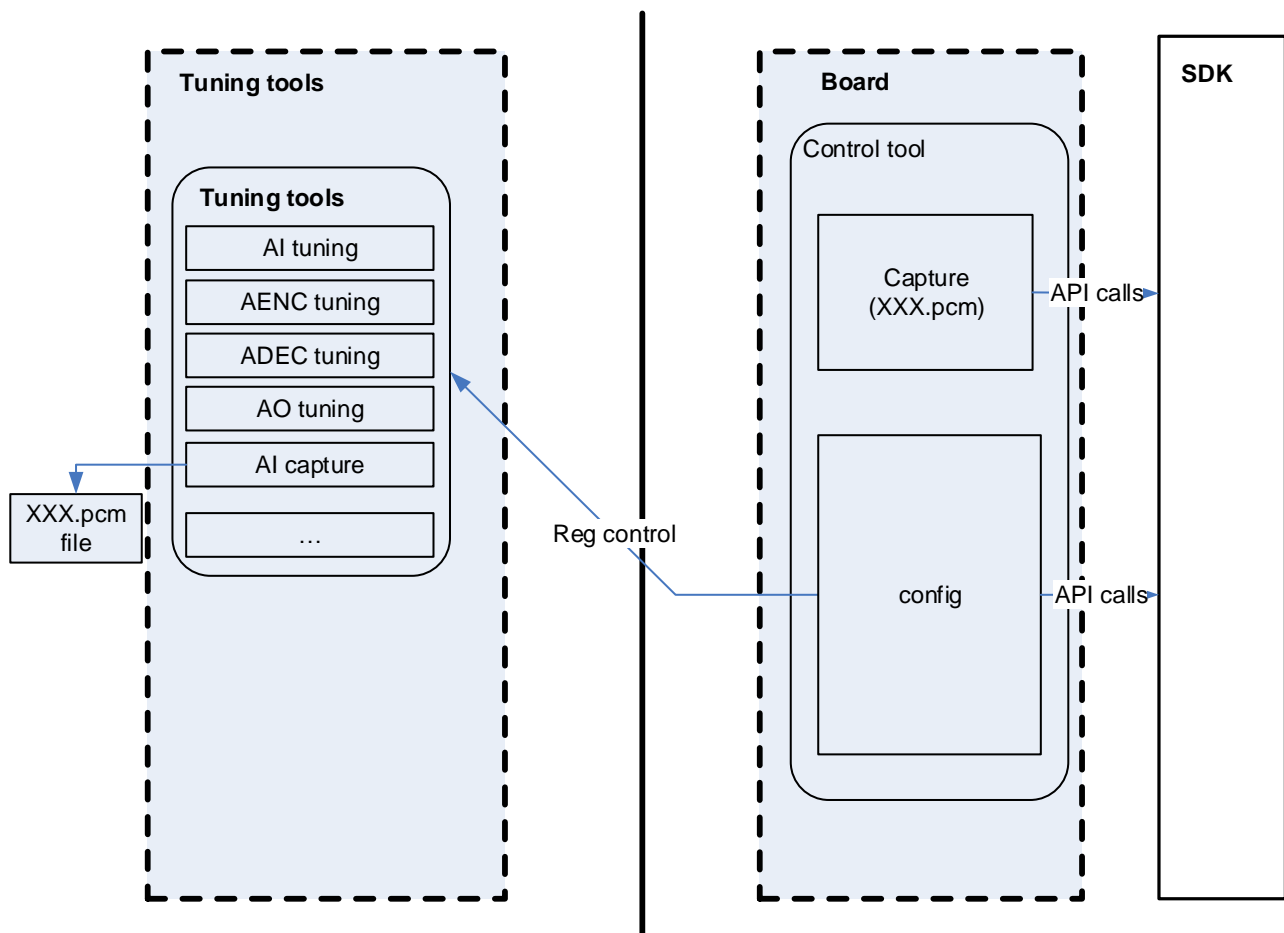 Tuning tools
Tuning tools
AI tuning
AENC tuning
ADEC tuning
AO tuning
AI capture
…
XXX.pcm
file
Reg control
Board
Control tool
Capture
(XXX.pcm)
API calls
config
API calls
SDK